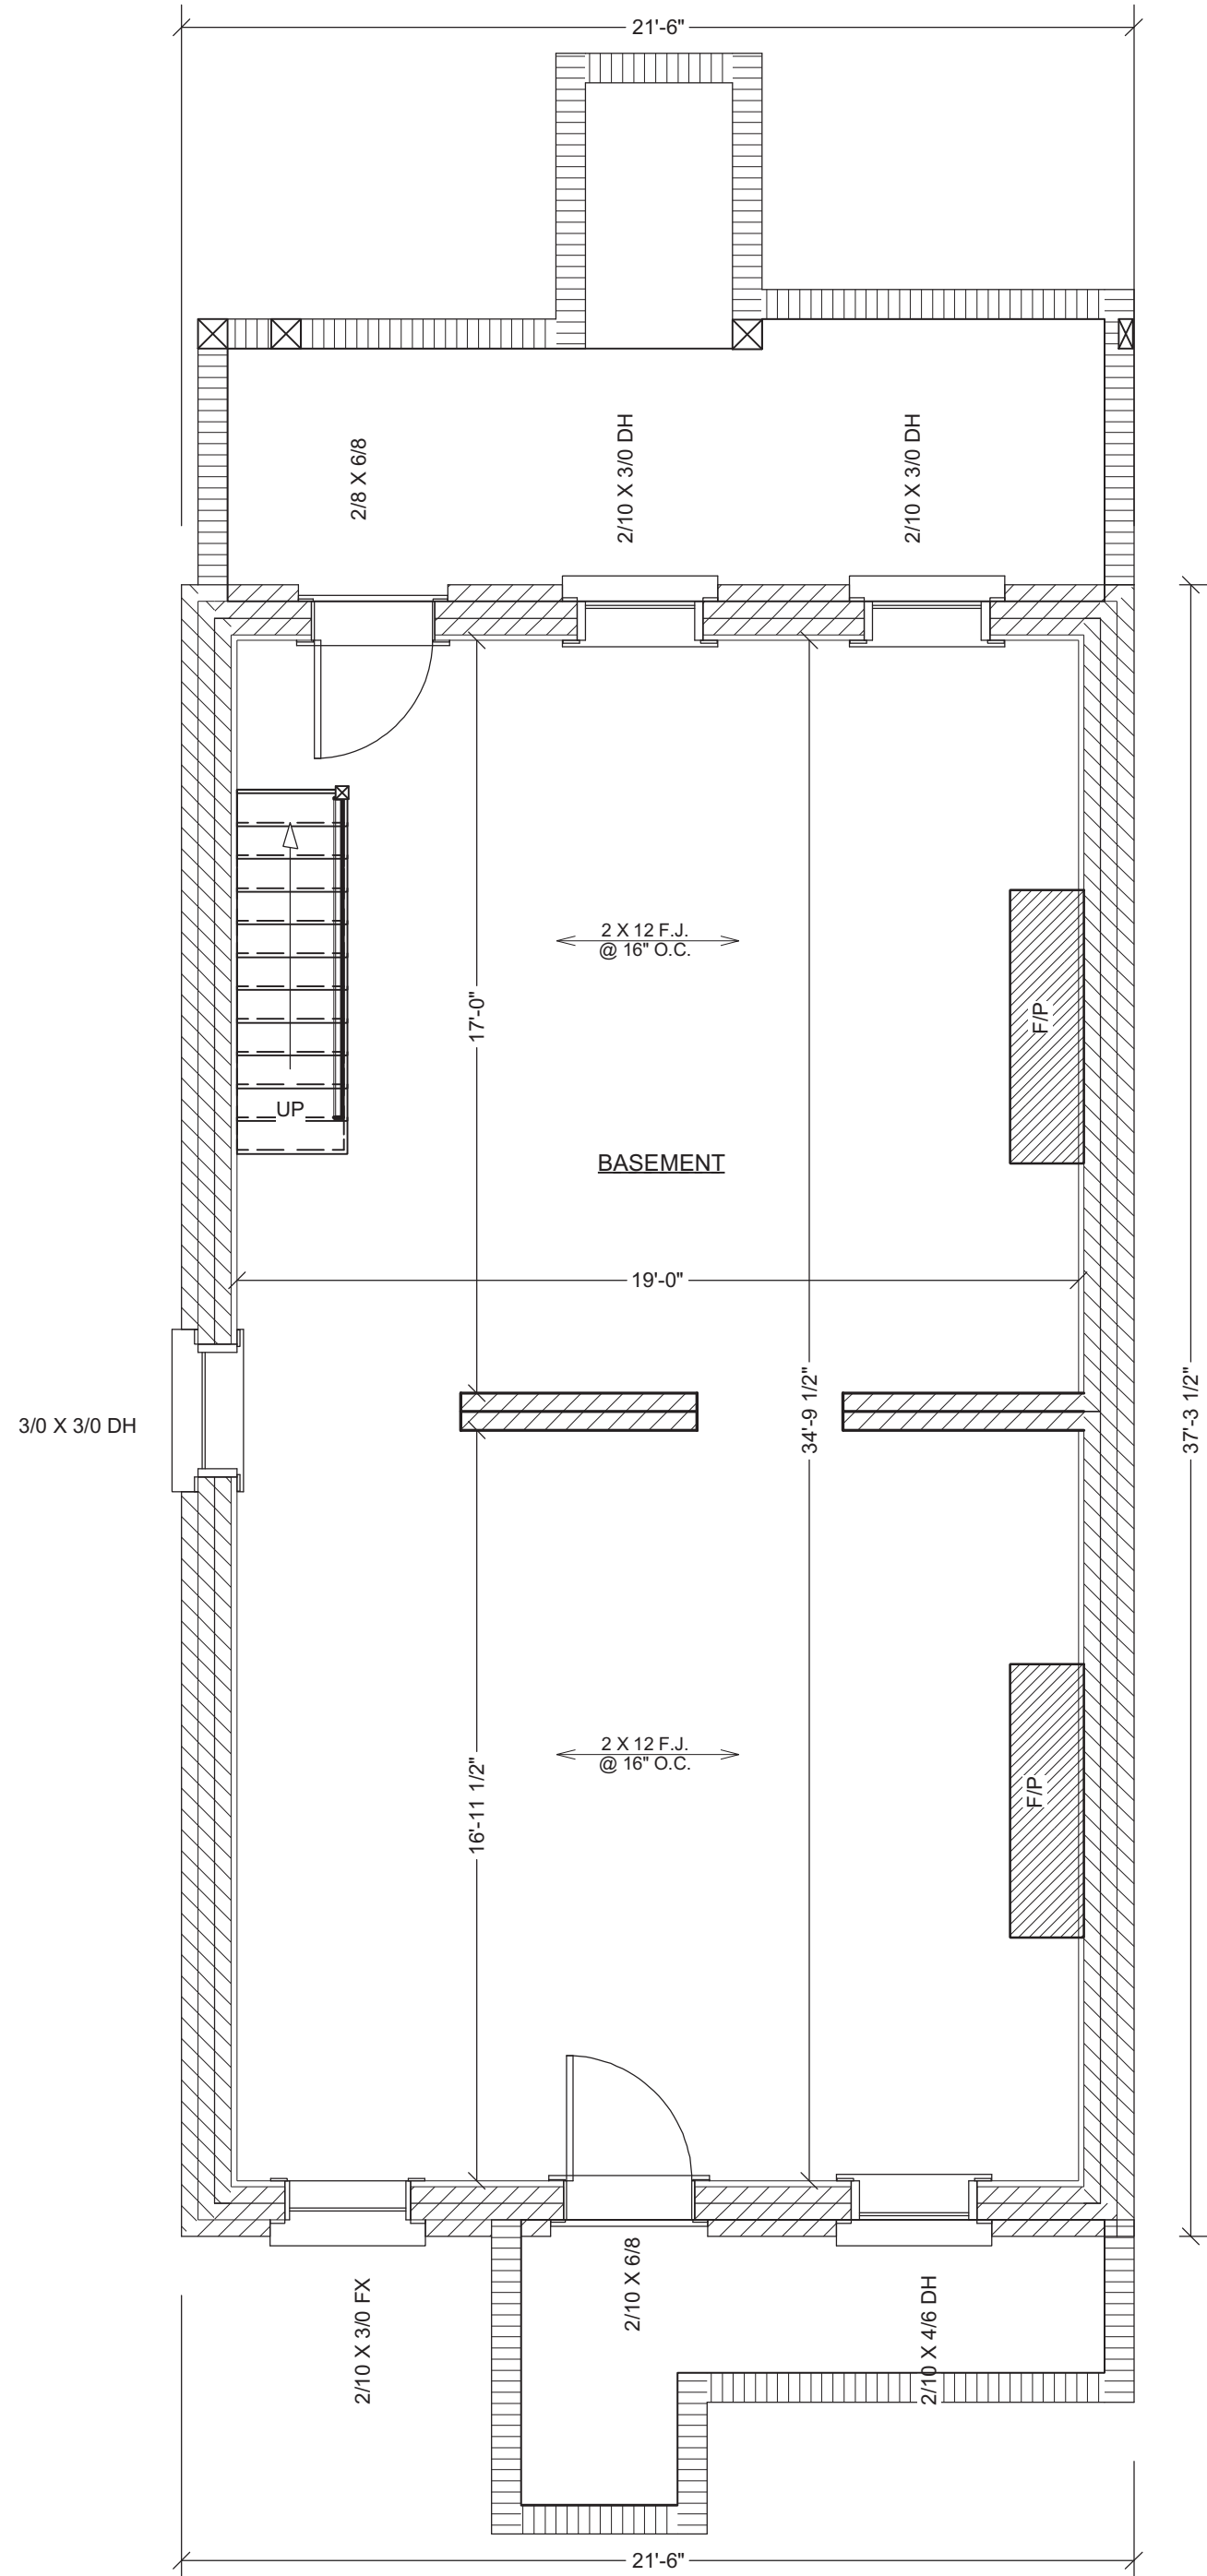 21'-6"
2/8 X 6/8
2/10 X 3/0 DH
2/10 X 3/0 DH
2 X 12 F.J.
@ 16" O.C.
17'-0"
F/P
UP
BASEMENT
19'-0"
3/0 X 3/0 DH
34'-9 1/2"
37'-3 1/2"
2 X 12 F.J.
@ 16" O.C.
16'-11 1/2"
F/P
2/10 X 6/8
2/10 X 3/0 FX
2/10 X 4/6 DH
21'-6"